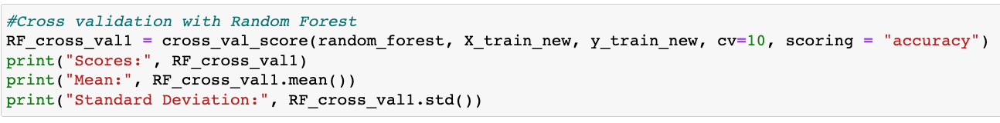 #Cross validation with Random Forest
RF_cross_val1 = cross_val_score(random_forest, X_train_new, y_train_new, cv=10, scoring = "accuracy")
print("Scores:", RF_cross_val1)
print("Mean:", RF_cross_val1.mean())
print("Standard Deviation:", RF_cross_val1.std())